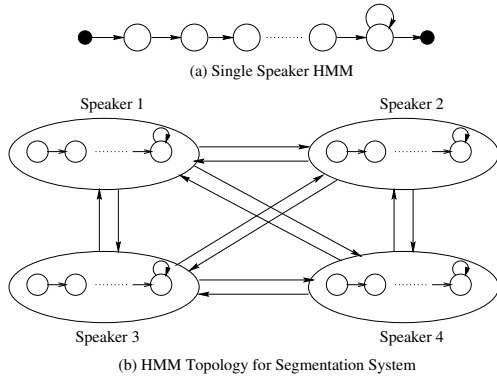 (a) Single Speaker HMM
Speaker 1
Speaker 2
Speaker 3
Speaker 4
(b) HMM Topology for Segmentation System